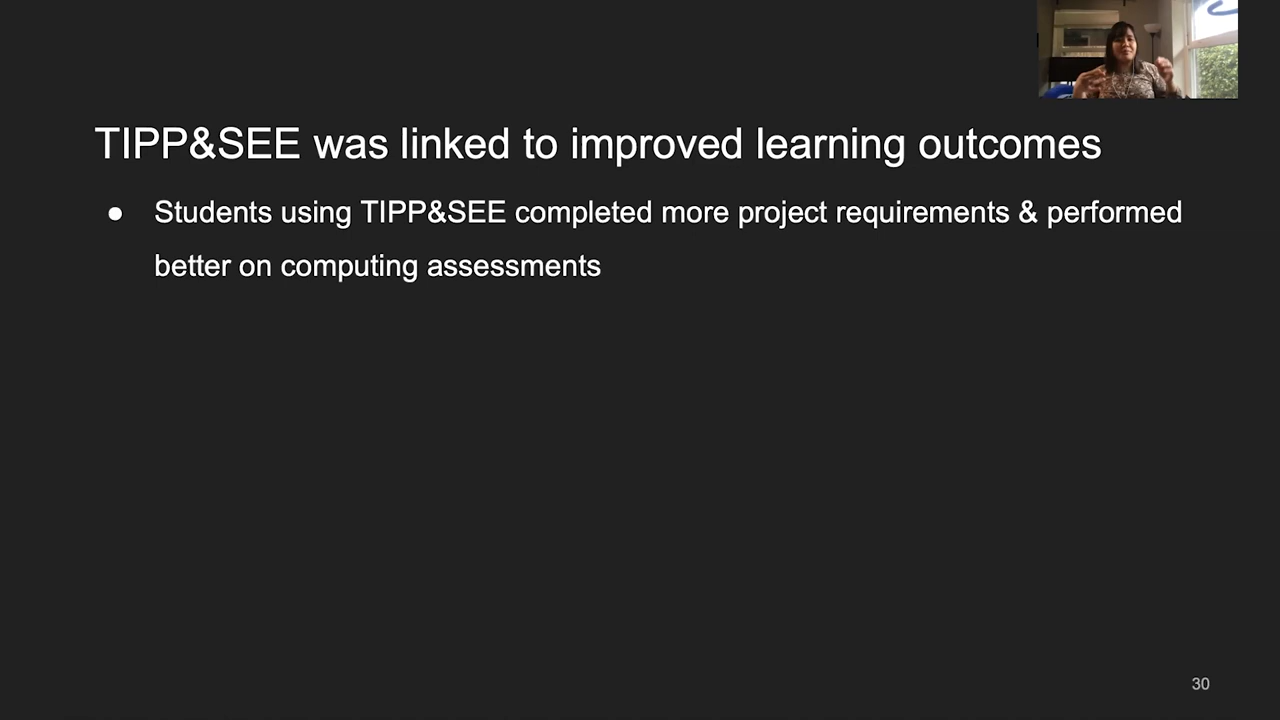 TIPP&SEE was linked to improved learning outcomes
● Students using TIPP&SEE completed more project requirements & performed
better on computing assessments
30